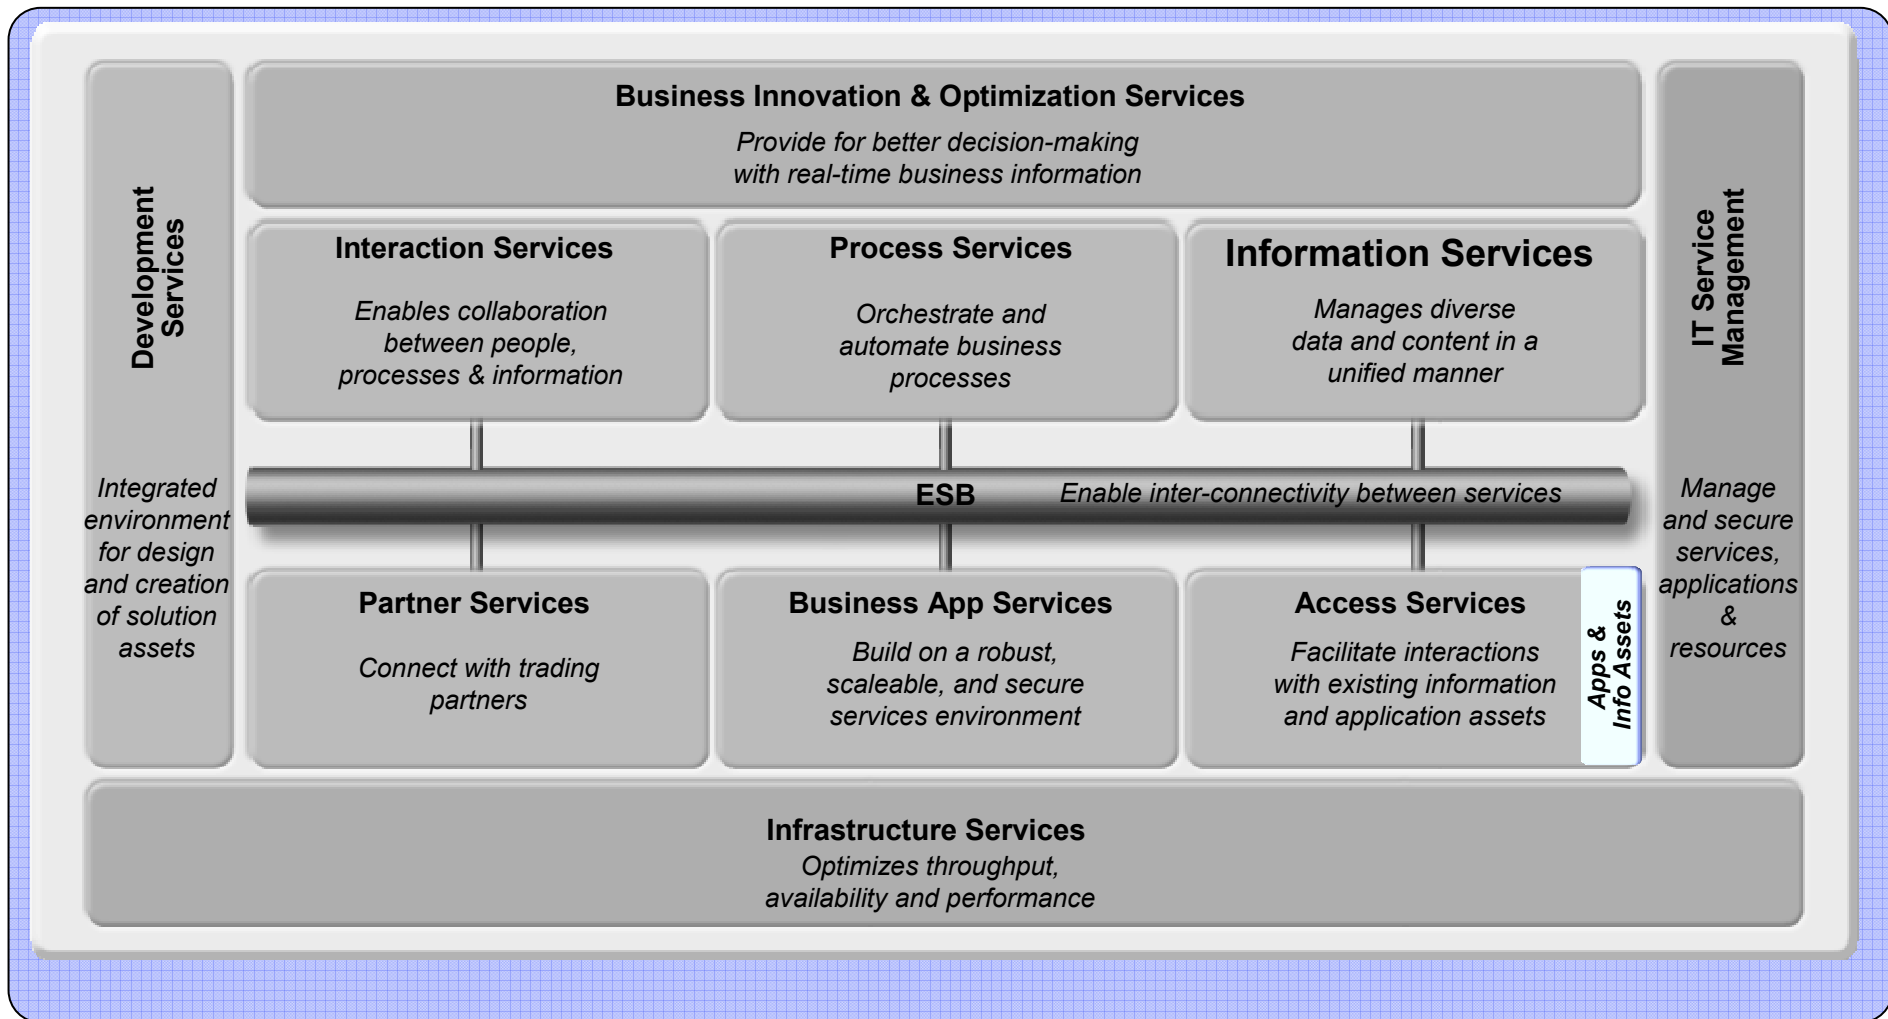 Business Innovation & Optimization Services
Provide for better decision-making
with real-time business information
Development
Services
Integrated
environment
for design
and creation
of solution
assets
Interaction Services
Enables collaboration
between people,
processes & information
Process Services
Orchestrate and
automate business
processes
Information Services
Manages diverse
data and content in a
unified manner
IT Service
Management
Manage
and secure
services,
applications
&
resources
ESB
Enable inter-connectivity between services
Partner Services
Connect with trading
partners
Business App Services
Build on a robust,
scaleable, and secure
services environment
Access Services
Facilitate interactions
with existing information
and application assets
Apps &
Info Assets
Infrastructure Services
Optimizes throughput,
availability and performance